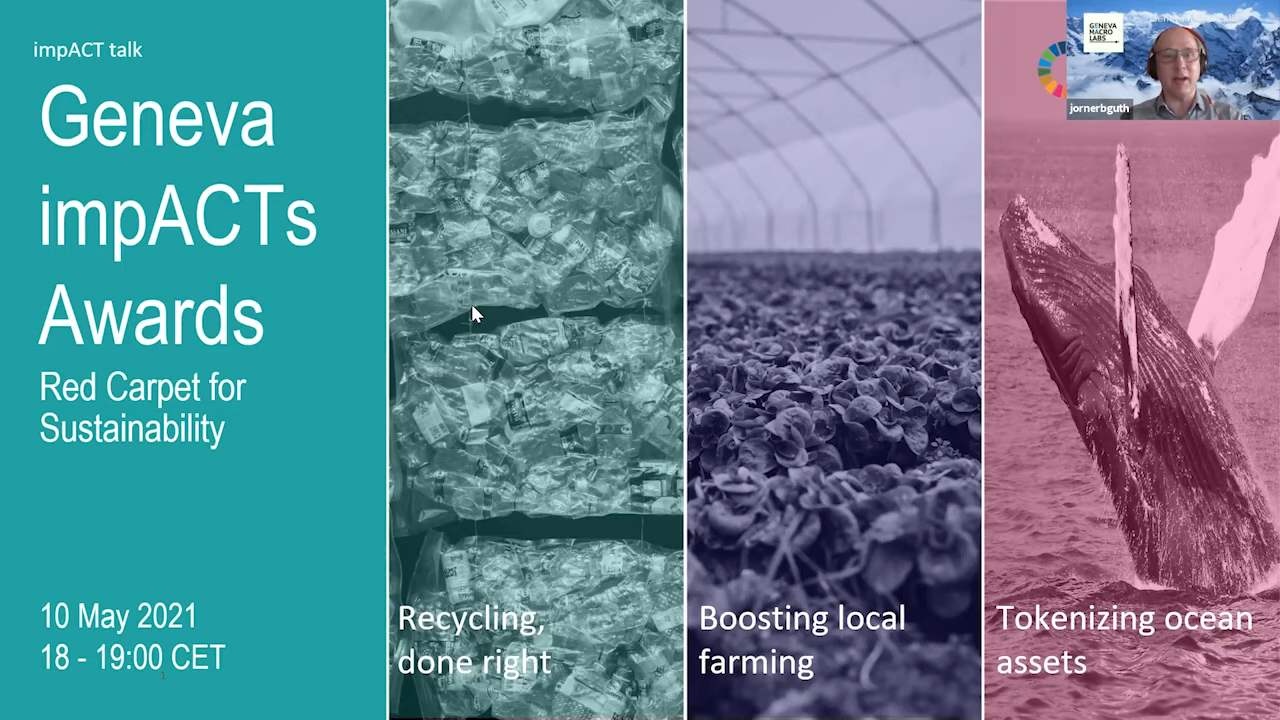 impACT talk
Geneva
impACTs
Awards
Red Carpet for
Sustainability
10 May 2021
18 - 19:00 CET
1
Recycling,
done right
Boosting local
farming
Tokenizing ocean
assets
GENEVA
MACRO
LABS
jornerbguth